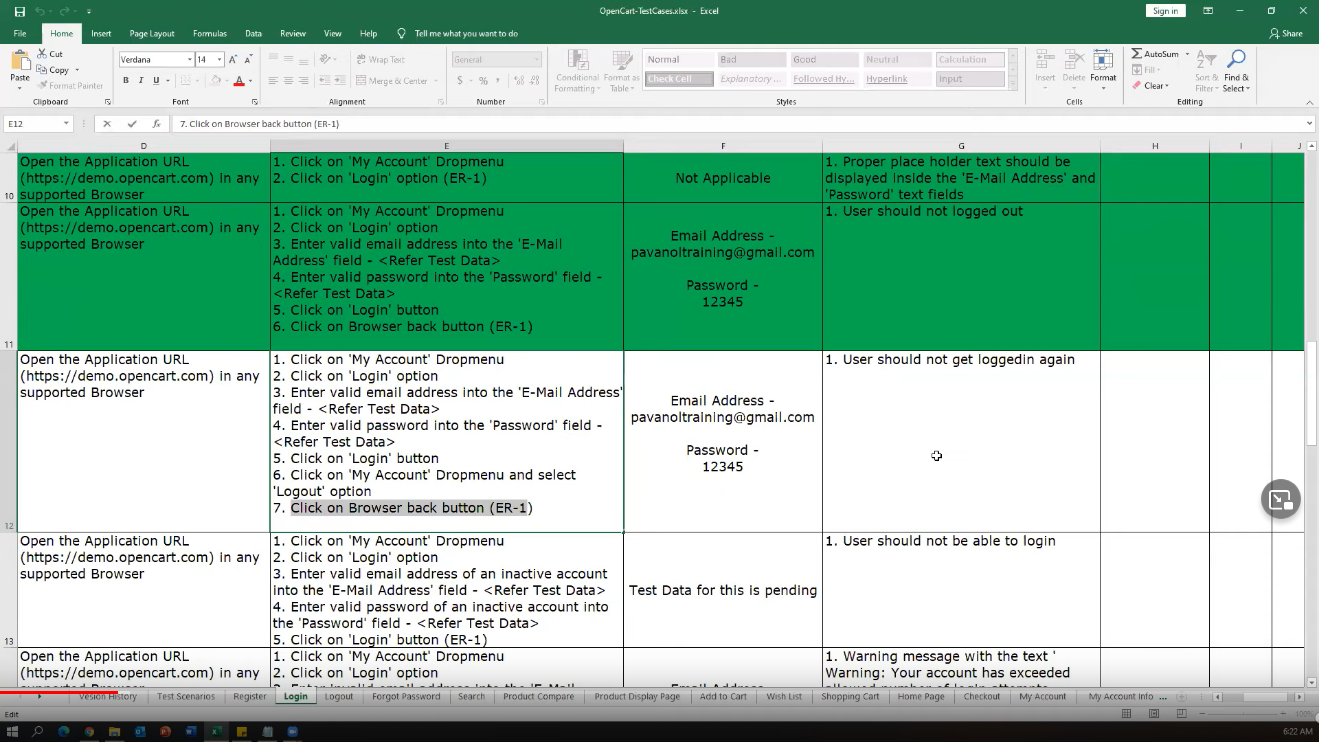 OpenCart-TestCases.xlsx - Excel
Sign in
File Home Insert Page Layout Formulas Data Review View Help Tell me what you want to do Share
Paste
Cut
Copy
Format Painter
Clipboard
Verdana 14
Font
Wrap Text
Merge & Center
Alignment
General
Number
Conditional Formatting
Format as Table
Normal Bad Good Neutral Calculation
Check Cell Explanatory ... Followed Hy... Hyperlink Input
Styles
Insert Delete Format
Cells
AutoSum
Fill
Clear
Sort & Filter
Find & Select
Editing
E12 7. Click on Browser back button (ER-1)
D E F G H I J
10
Open the Application URL
(https://demo.opencart.com) in any
supported Browser
1. Click on 'My Account' Dropmenu
2. Click on 'Login' option (ER-1)
Not Applicable
1. Proper place holder text should be
displayed inside the 'E-Mail Address' and
'Password' text fields
11
Open the Application URL
(https://demo.opencart.com) in any
supported Browser
1. Click on 'My Account' Dropmenu
2. Click on 'Login' option
3. Enter valid email address into the 'E-Mail
Address' field - <Refer Test Data>
4. Enter valid password into the 'Password' field -
<Refer Test Data>
5. Click on 'Login' button
6. Click on Browser back button (ER-1)
Email Address -
pavanoltraining@gmail.com
Password -
12345
1. User should not logged out
12
Open the Application URL
(https://demo.opencart.com) in any
supported Browser
1. Click on 'My Account' Dropmenu
2. Click on 'Login' option
3. Enter valid email address into the 'E-Mail Address'
field - <Refer Test Data>
4. Enter valid password into the 'Password' field -
<Refer Test Data>
5. Click on 'Login' button
6. Click on 'My Account' Dropmenu and select
'Logout' option
7. Click on Browser back button (ER-1)
Email Address -
pavanoltraining@gmail.com
Password -
12345
1. User should not get loggedin again
13
Open the Application URL
(https://demo.opencart.com) in any
supported Browser
1. Click on 'My Account' Dropmenu
2. Click on 'Login' option
3. Enter valid email address of an inactive account
into the 'E-Mail Address' field - <Refer Test Data>
4. Enter valid password of an inactive account into
the 'Password' field - <Refer Test Data>
5. Click on 'Login' button (ER-1)
Test Data for this is pending
1. User should not be able to login
Open the Application URL
(https://demo.opencart.com) in any
1. Click on 'My Account' Dropmenu
2. Click on 'Login' option
1. Warning message with the text '
Warning: Your account has exceeded
Vesion History Test Scenarios Register Login Logout Forgot Password Search Product Compare Product Display Page Add to Cart Wish List Shopping Cart Home Page Checkout My Account My Account Info ...
Edit
100%
6:22 AM